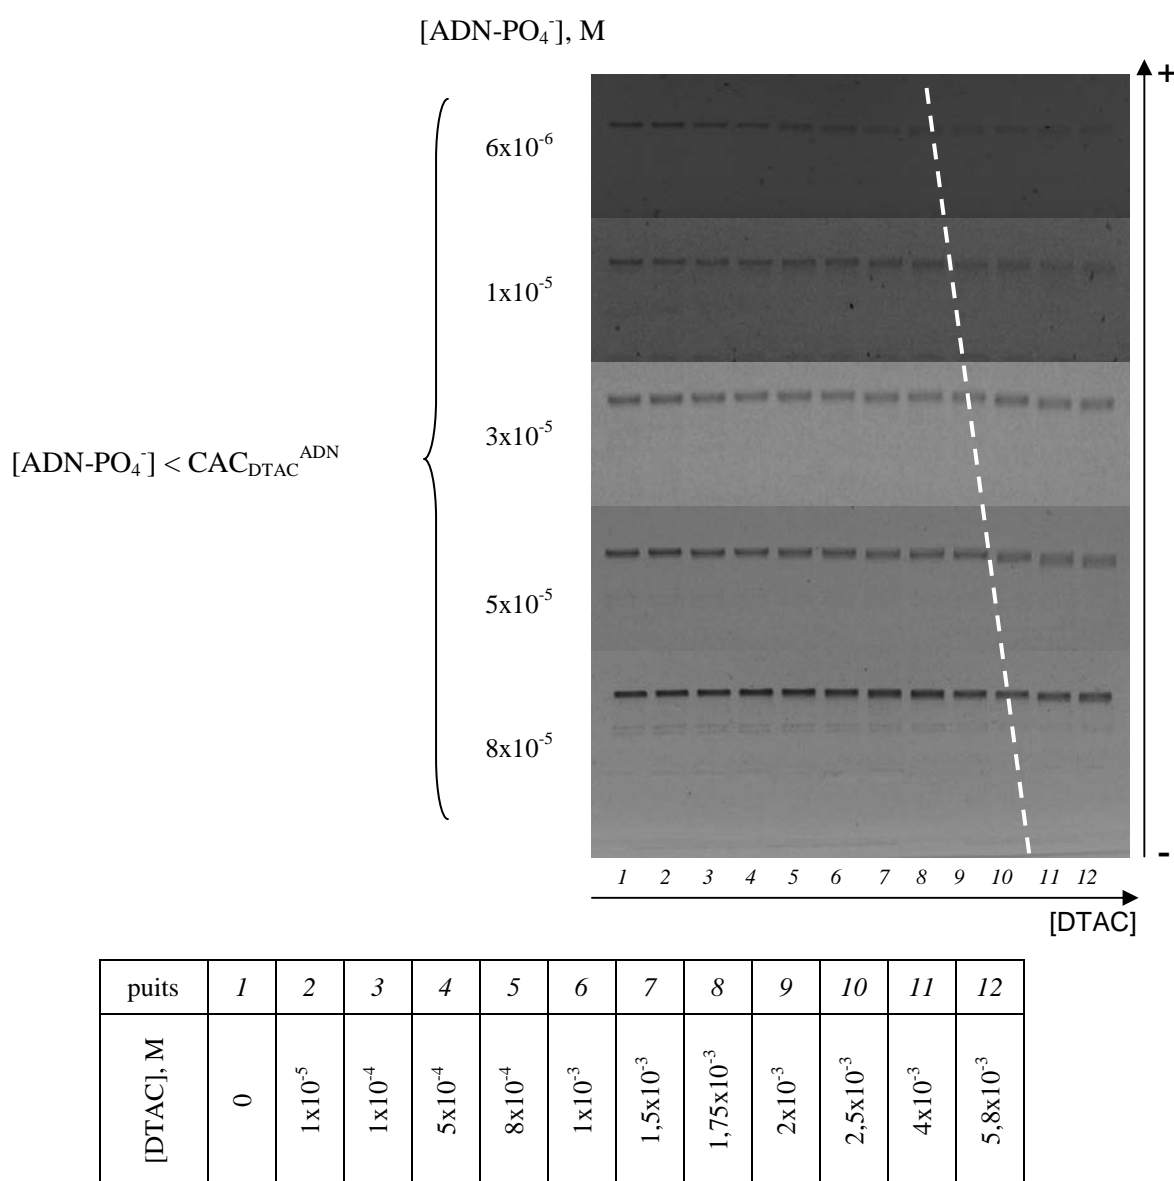 [ADN-PO₄⁻], M
+
6x10⁻⁶
1x10⁻⁵
3x10⁻⁵
[ADN-PO₄⁻] < CAC_DTAC^ADN
5x10⁻⁵
8x10⁻⁵
-
1 2 3 4 5 6 7 8 9 10 11 12
[DTAC]
puits 1 2 3 4 5 6 7 8 9 10 11 12
[DTAC], M 0 1x10⁻⁵ 1x10⁻⁴ 5x10⁻⁴ 8x10⁻⁴ 1x10⁻³ 1,5x10⁻³ 1,75x10⁻³ 2x10⁻³ 2,5x10⁻³ 4x10⁻³ 5,8x10⁻³